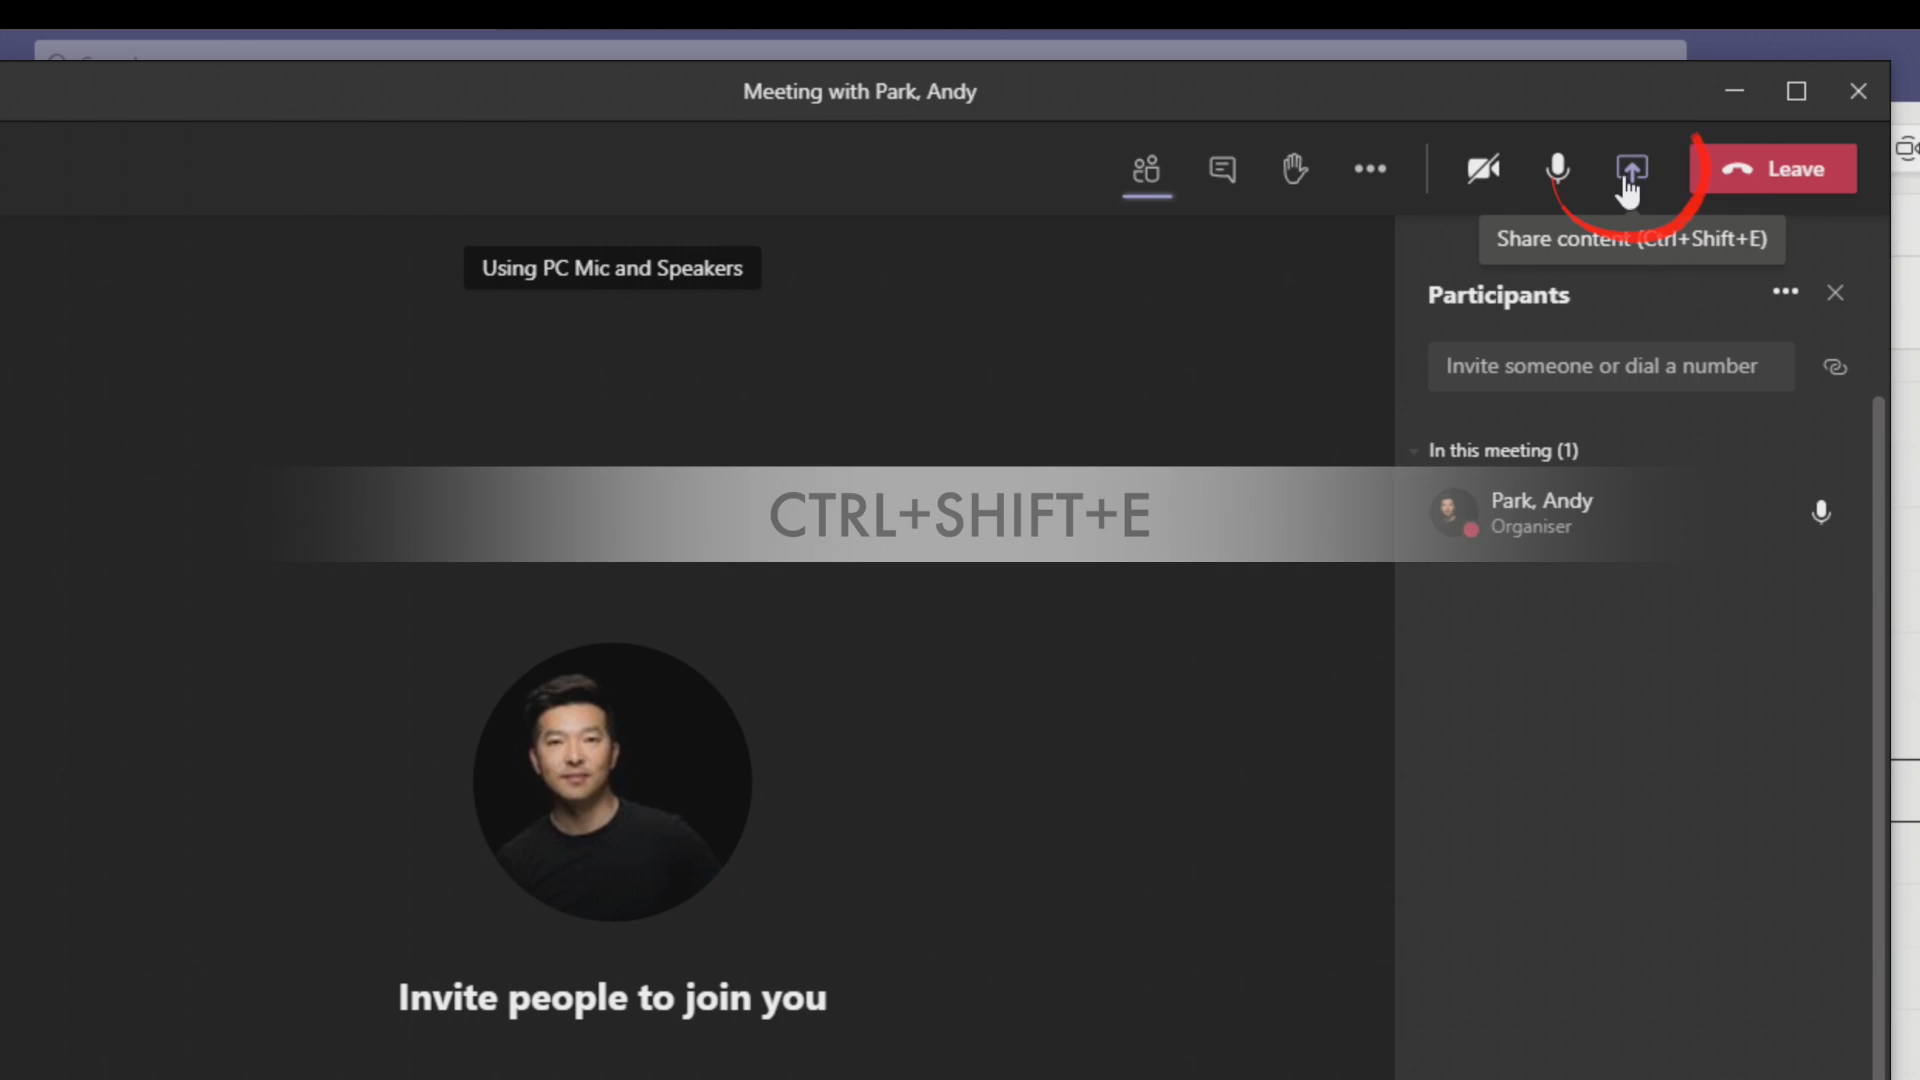 Meeting with Park, Andy
Leave
Share content (Ctrl+Shift+E)
Using PC Mic and Speakers
Participants
Invite someone or dial a number
In this meeting (1)
Park, Andy
Organiser
CTRL+SHIFT+E
Invite people to join you